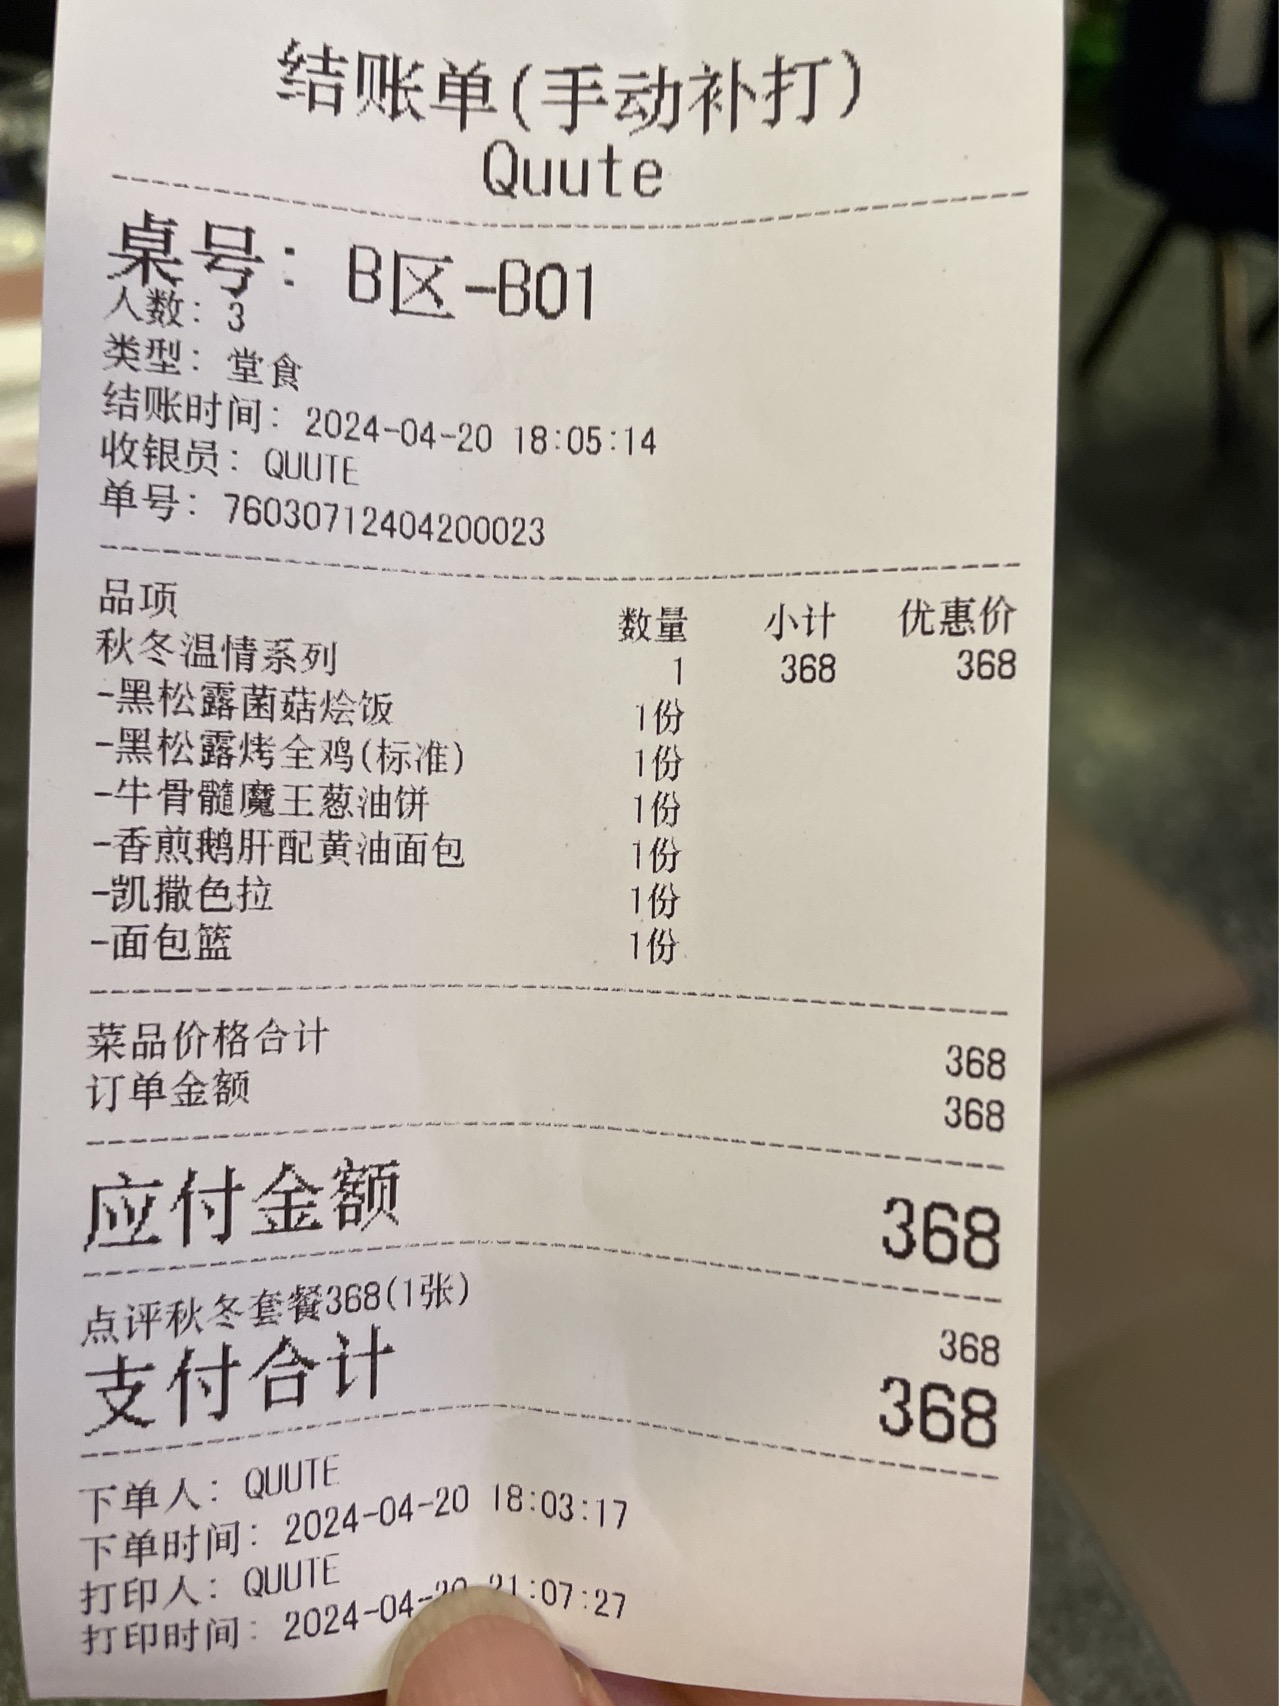 结账单(手动补打)
Quute
桌号: B区-B01
人数: 3
类型: 堂食
结账时间: 2024-04-20 18:05:14
收银员: QUUTE
单号: 76030712404200023
品项 数量 小计 优惠价
秋冬温情系列 1 368 368
-黑松露菌菇烩饭 1份
-黑松露烤全鸡(标准) 1份
-牛骨髓魔王葱油饼 1份
-香煎鹅肝配黄油面包 1份
-凯撒色拉 1份
-面包篮 1份
菜品价格合计 368
订单金额 368
应付金额 368
点评秋冬套餐368(1张) 368
支付合计 368
下单人: QUUTE
下单时间: 2024-04-20 18:03:17
打印人: QUUTE
打印时间: 2024-04-20 21:07:27